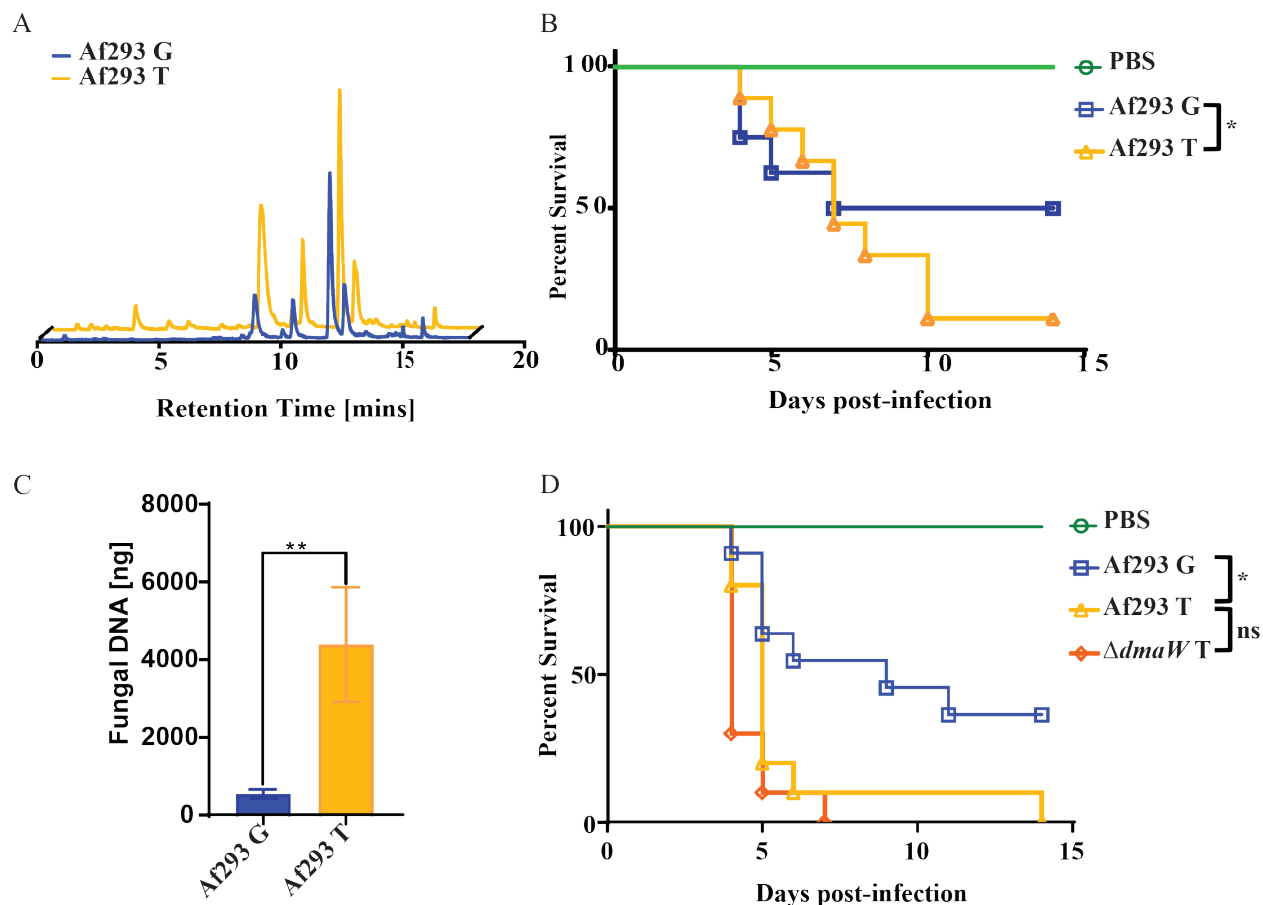 A
Af293 G
Af293 T
0 5 10 15 20
Retention Time [mins]
B
Percent Survival
100
50
0
0 5 10 15
Days post-infection
PBS
Af293 G
Af293 T
*
C
Fungal DNA [ng]
8000
6000
4000
2000
0
**
Af293 G
Af293 T
D
Percent Survival
100
50
0
0 5 10 15
Days post-infection
PBS
Af293 G
Af293 T
ΔdmaW T
*
ns